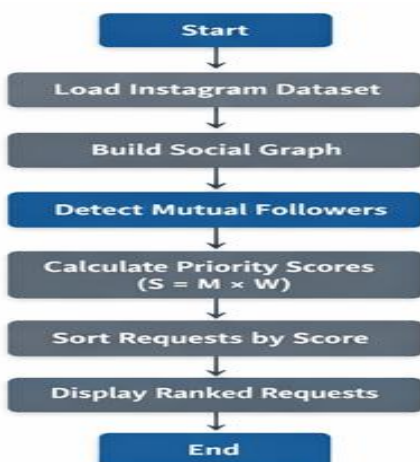 Start
Load Instagram Dataset
Build Social Graph
Detect Mutual Followers
Calculate Priority Scores
(S = M × W)
Sort Requests by Score
Display Ranked Requests
End